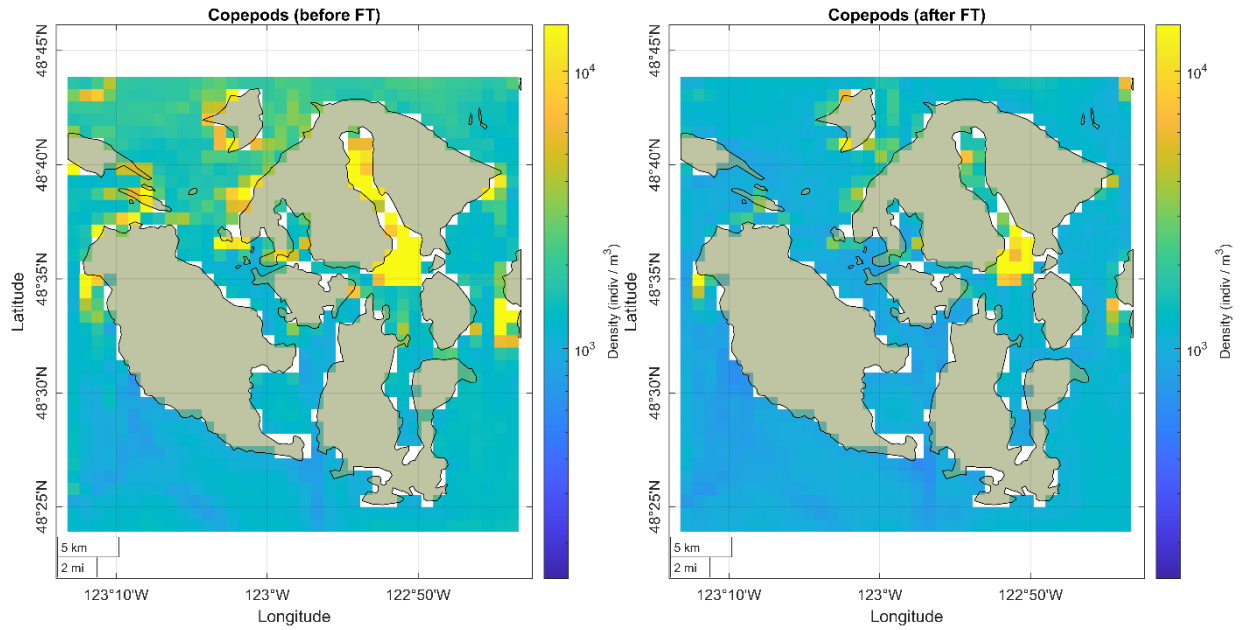 Copepods (before FT)
48°45'N
48°40'N
48°35'N
48°30'N
48°25'N
Latitude
5 km
2 mi
123°10'W
123°W
122°50'W
Longitude
10⁴
10³
Density (indiv / m³)
Copepods (after FT)
48°45'N
48°40'N
48°35'N
48°30'N
48°25'N
Latitude
5 km
2 mi
123°10'W
123°W
122°50'W
Longitude
10⁴
10³
Density (indiv / m³)